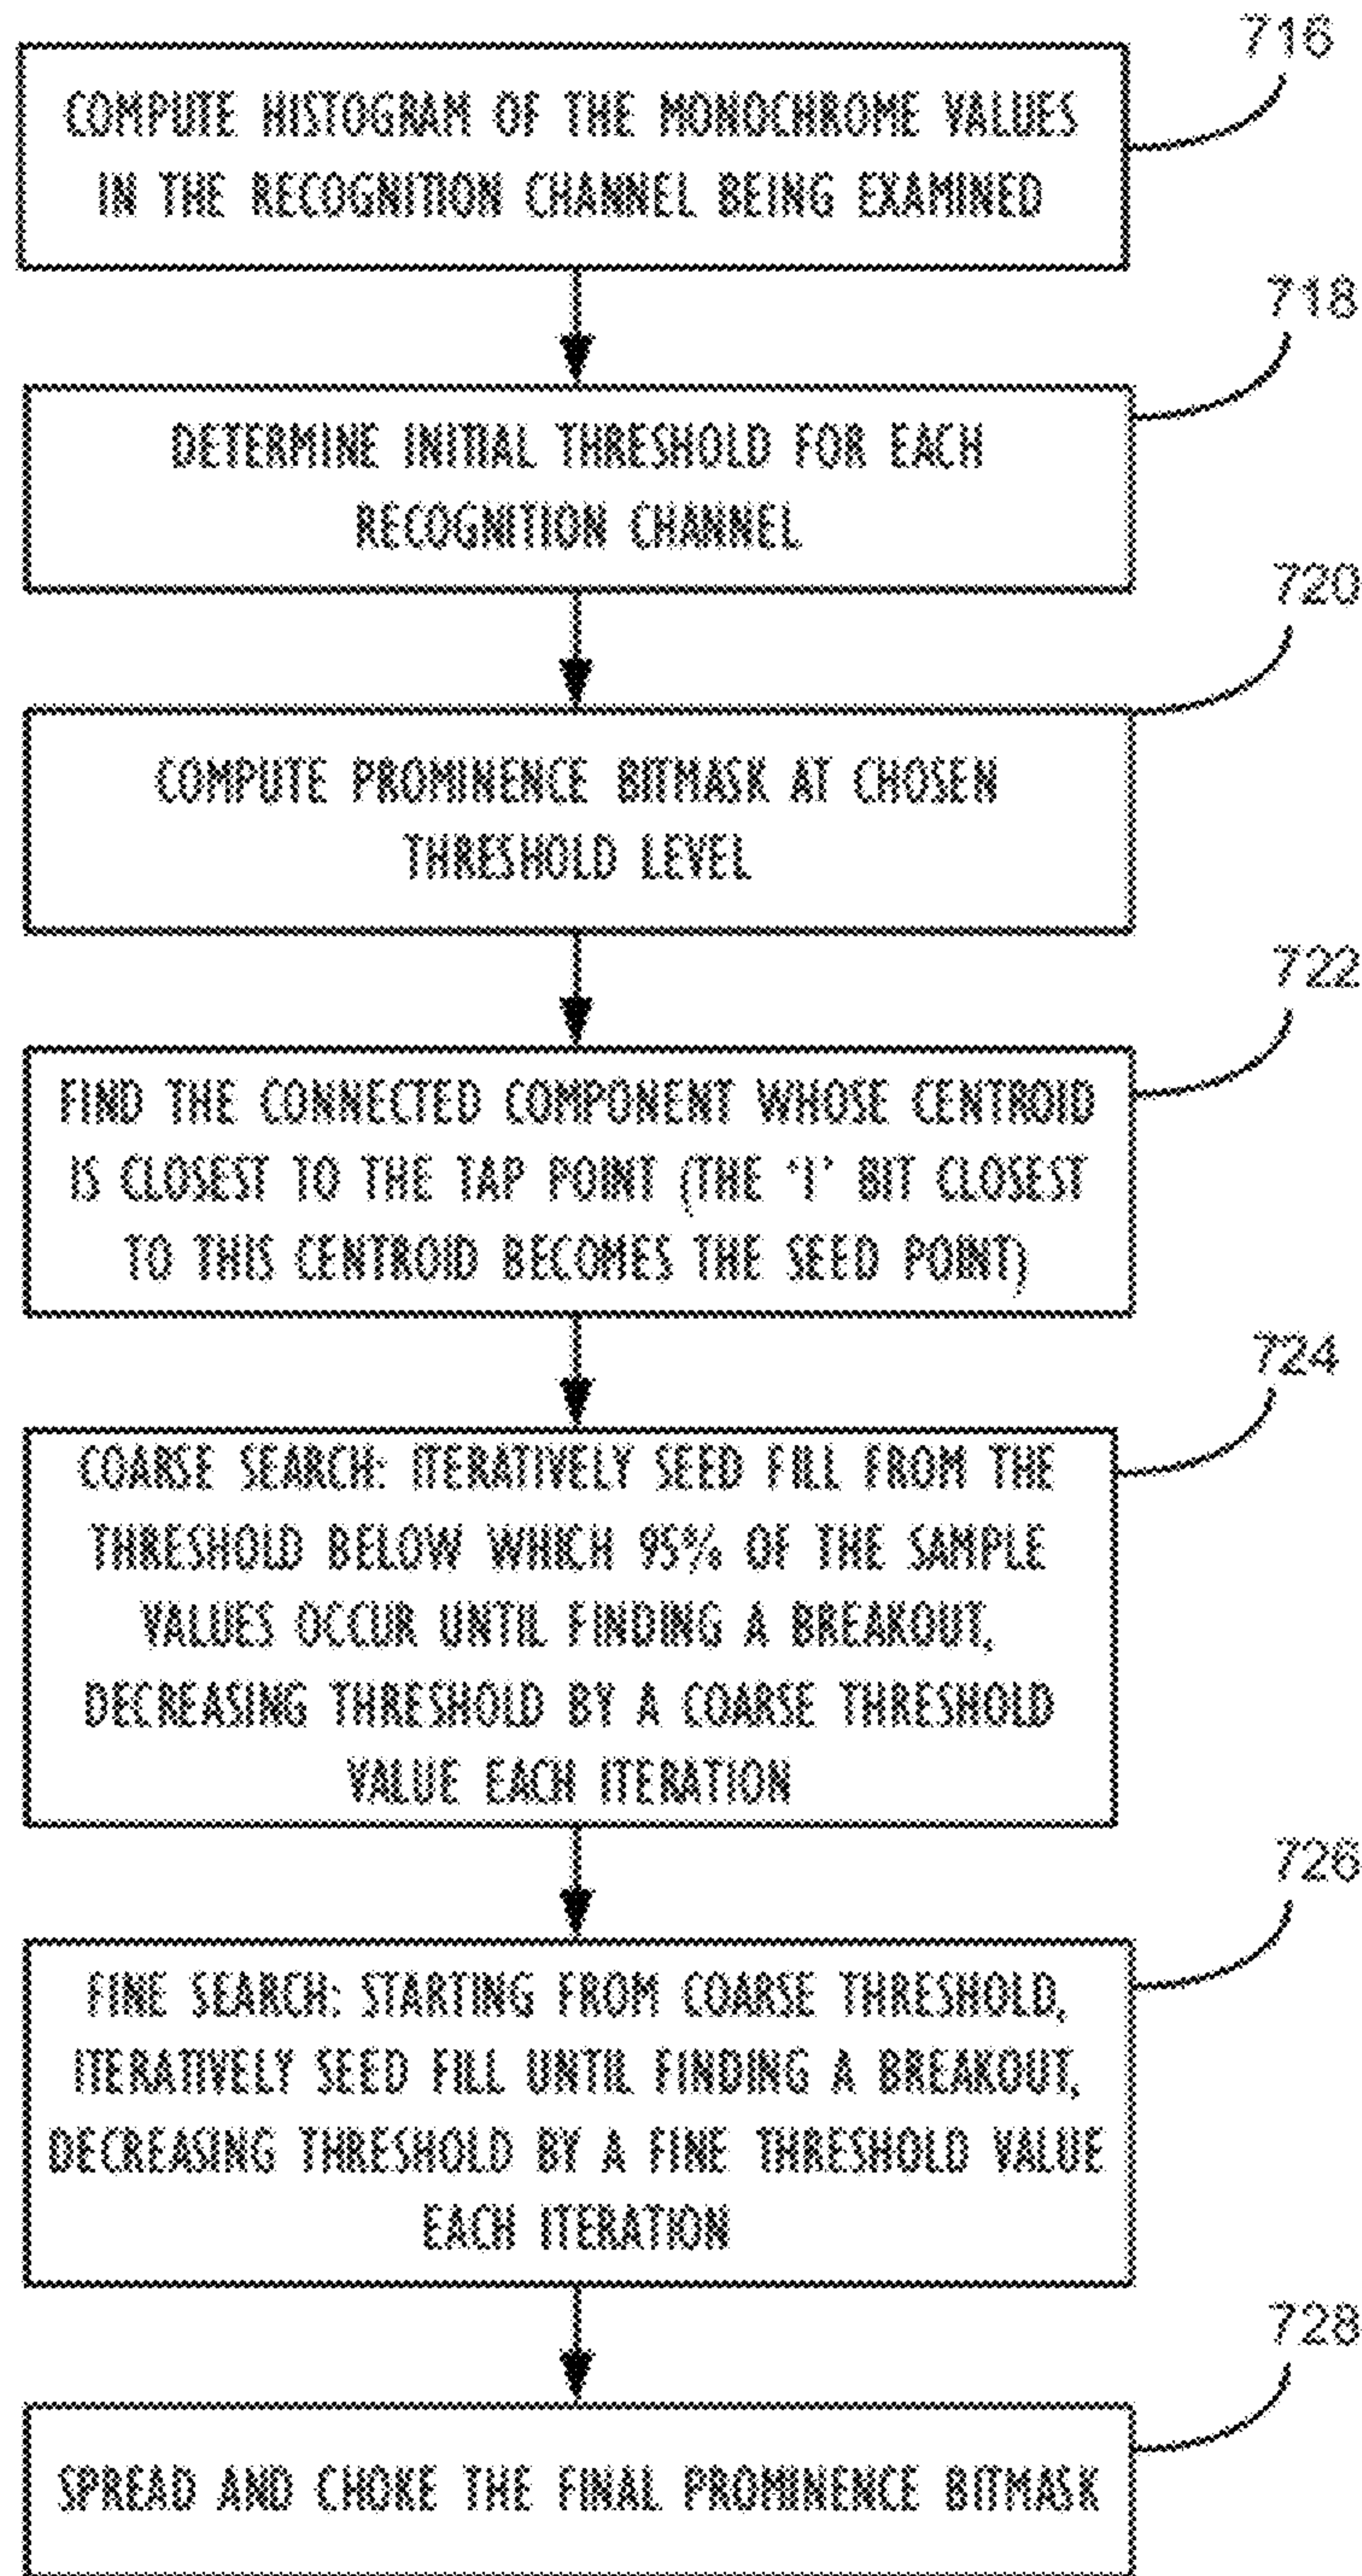 716
COMPUTE HISTOGRAM OF THE MONOCHROME VALUES
IN THE RECOGNITION CHANNEL BEING EXAMINED
718
DETERMINE INITIAL THRESHOLD FOR EACH
RECOGNITION CHANNEL
720
COMPUTE PROMINENCE BITMASK AT CHOSEN
THRESHOLD LEVEL
722
FIND THE CONNECTED COMPONENT WHOSE CENTROID
IS CLOSEST TO THE TAP POINT (THE '1' BIT CLOSEST
TO THIS CENTROID BECOMES THE SEED POINT)
724
COARSE SEARCH: ITERATIVELY SEED FILL FROM THE
THRESHOLD BELOW WHICH 95% OF THE SAMPLE
VALUES OCCUR UNTIL FINDING A BREAKOUT,
DECREASING THRESHOLD BY A COARSE THRESHOLD
VALUE EACH ITERATION
726
FINE SEARCH: STARTING FROM COARSE THRESHOLD,
ITERATIVELY SEED FILL UNTIL FINDING A BREAKOUT,
DECREASING THRESHOLD BY A FINE THRESHOLD VALUE
EACH ITERATION
728
SPREAD AND CHOKE THE FINAL PROMINENCE BITMASK